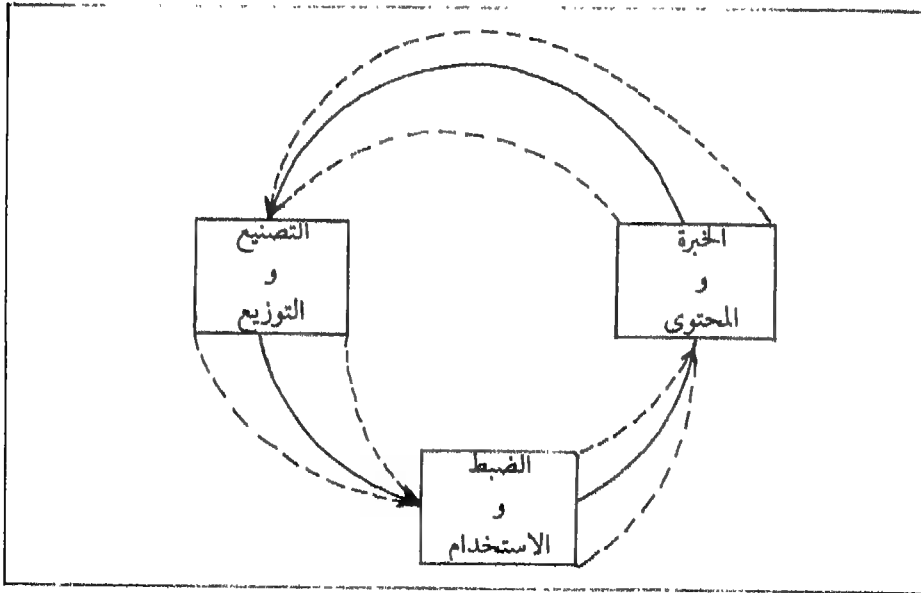 الخبرة
و
المحتوى
التصنيع
و
التوزيع
الضبط
و
الاستخدام